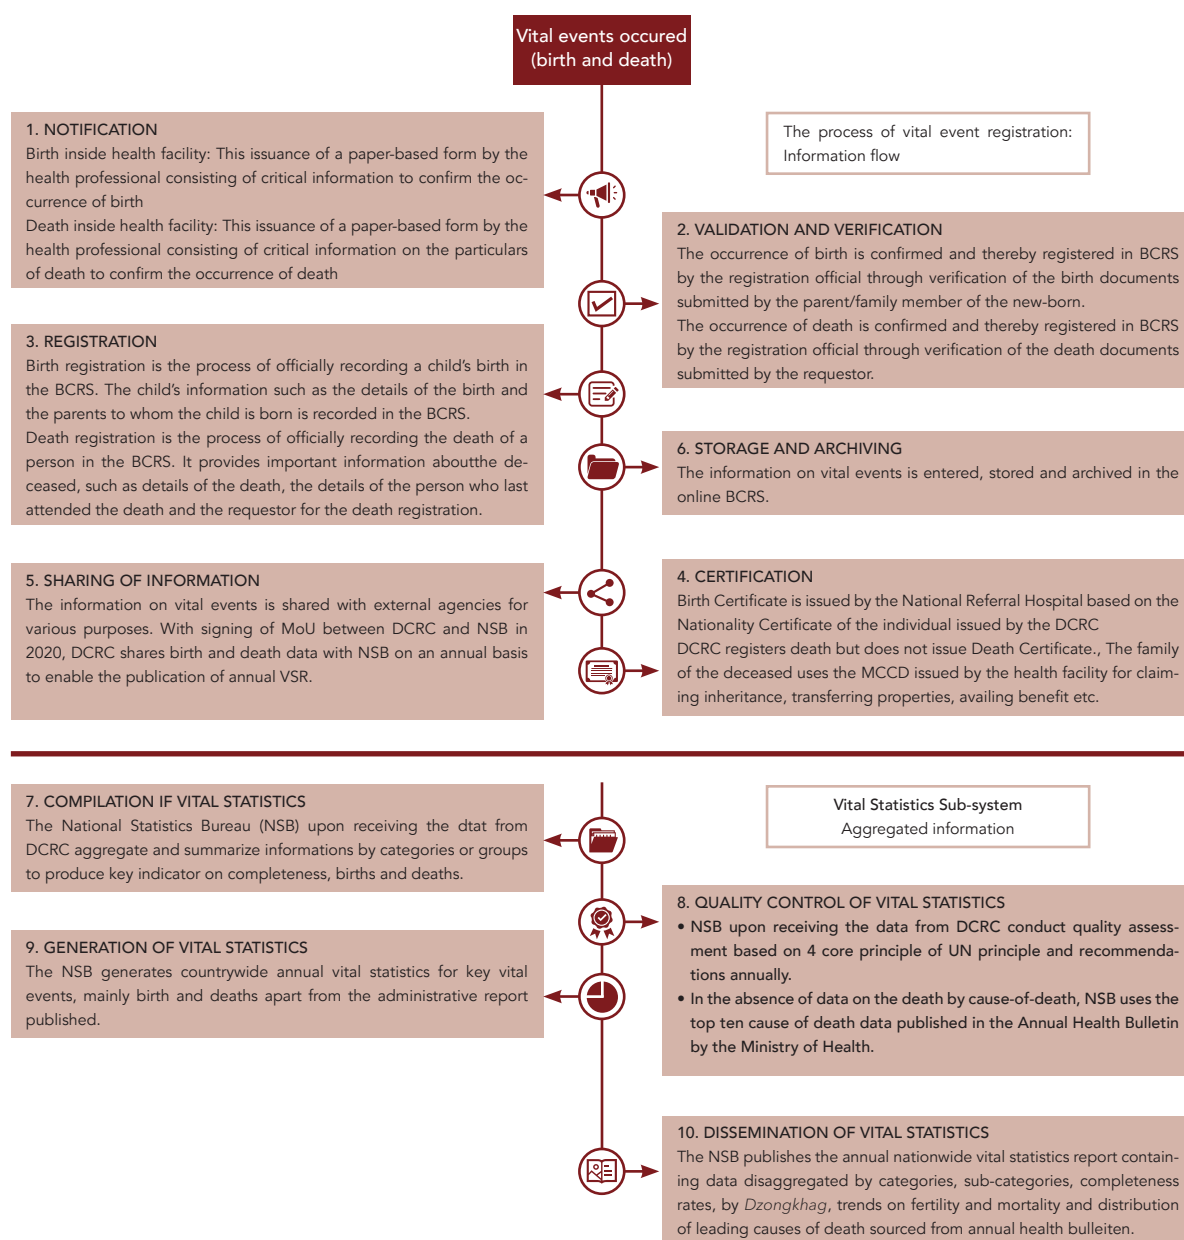 Vital events occured
(birth and death)
1. NOTIFICATION
Birth inside health facility: This issuance of a paper-based form by the
health professional consisting of critical information to confirm the oc-
currence of birth
Death inside health facility: This issuance of a paper-based form by the
health professional consisting of critical information on the particulars
of death to confirm the occurrence of death
The process of vital event registration:
Information flow
2. VALIDATION AND VERIFICATION
The occurrence of birth is confirmed and thereby registered in BCRS
by the registration official through verification of the birth documents
submitted by the parent/family member of the new-born.
The occurrence of death is confirmed and thereby registered in BCRS
by the registration official through verification of the death documents
submitted by the requestor.
3. REGISTRATION
Birth registration is the process of officially recording a child's birth in
the BCRS. The child's information such as the details of the birth and
the parents to whom the child is born is recorded in the BCRS.
Death registration is the process of officially recording the death of a
person in the BCRS. It provides important information aboutthe de-
ceased, such as details of the death, the details of the person who last
attended the death and the requestor for the death registration.
6. STORAGE AND ARCHIVING
The information on vital events is entered, stored and archived in the
online BCRS.
5. SHARING OF INFORMATION
The information on vital events is shared with external agencies for
various purposes. With signing of MoU between DCRC and NSB in
2020, DCRC shares birth and death data with NSB on an annual basis
to enable the publication of annual VSR.
4. CERTIFICATION
Birth Certificate is issued by the National Referral Hospital based on the
Nationality Certificate of the individual issued by the DCRC
DCRC registers death but does not issue Death Certificate., The family
of the deceased uses the MCCD issued by the health facility for claim-
ing inheritance, transferring properties, availing benefit etc.
7. COMPILATION IF VITAL STATISTICS
The National Statistics Bureau (NSB) upon receiving the dtat from
DCRC aggregate and summarize informations by categories or groups
to produce key indicator on completeness, births and deaths.
Vital Statistics Sub-system
Aggregated information
8. QUALITY CONTROL OF VITAL STATISTICS
• NSB upon receiving the data from DCRC conduct quality assess-
ment based on 4 core principle of UN principle and recommenda-
tions annually.
• In the absence of data on the death by cause-of-death, NSB uses the
top ten cause of death data published in the Annual Health Bulletin
by the Ministry of Health.
9. GENERATION OF VITAL STATISTICS
The NSB generates countrywide annual vital statistics for key vital
events, mainly birth and deaths apart from the administrative report
published.
10. DISSEMINATION OF VITAL STATISTICS
The NSB publishes the annual nationwide vital statistics report contain-
ing data disaggregated by categories, sub-categories, completeness
rates, by Dzongkhag, trends on fertility and mortality and distribution
of leading causes of death sourced from annual health bulleiten.